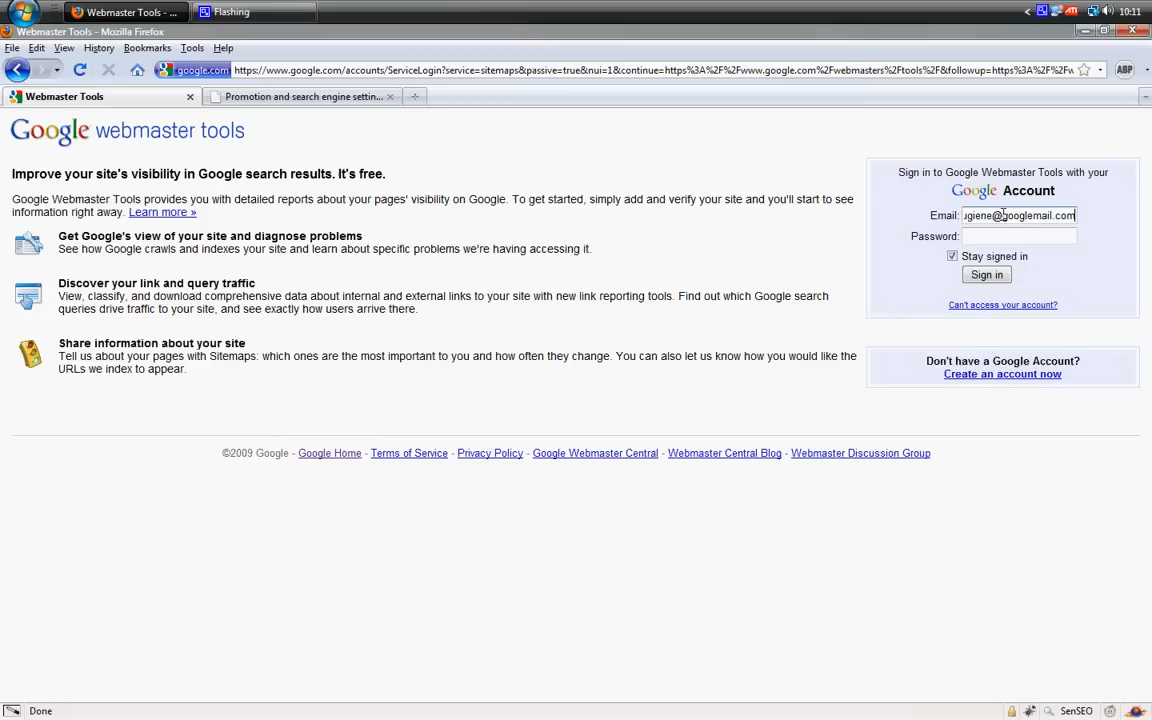 Webmaster Tools - ...
Flashing
10:11
Webmaster Tools - Mozilla Firefox
File Edit View History Bookmarks Tools Help
google.com https://www.google.com/accounts/ServiceLogin?service=sitemaps&passive=true&nui=1&continue=https%3A%2F%2Fwww.google.com%2Fwebmasters%2Ftools%2F&followup=https%3A%2F%2Fw
ABP
Webmaster Tools
Promotion and search engine settin...
Google webmaster tools
Improve your site's visibility in Google search results. It's free.
Google Webmaster Tools provides you with detailed reports about your pages' visibility on Google. To get started, simply add and verify your site and you'll start to see
information right away. Learn more »
Get Google's view of your site and diagnose problems
See how Google crawls and indexes your site and learn about specific problems we're having accessing it.
Discover your link and query traffic
View, classify, and download comprehensive data about internal and external links to your site with new link reporting tools. Find out which Google search
queries drive traffic to your site, and see exactly how users arrive there.
Share information about your site
Tell us about your pages with Sitemaps: which ones are the most important to you and how often they change. You can also let us know how you would like the
URLs we index to appear.
Sign in to Google Webmaster Tools with your
Google Account
Email: giene@googlemail.com
Password:
Stay signed in
Sign in
Can't access your account?
Don't have a Google Account?
Create an account now
©2009 Google - Google Home - Terms of Service - Privacy Policy - Google Webmaster Central - Webmaster Central Blog - Webmaster Discussion Group
Done
SenSEO